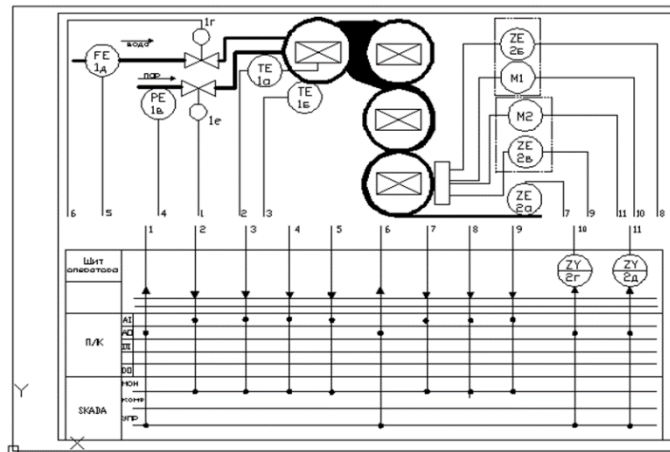 1г
вода
FE
1д
пар
PE
1в
1е
TE
1а
TE
1б
ZE
2б
M1
M2
ZE
2в
ZE
2а
6 5 4 1 2 3 7 9 11 10 8
1 2 3 4 5 6 7 8 9 10 11
Щит
оператора
ZY
2г
ZY
2д
П/К
AI
AO
DI
DO
SKADA
МОН
КОНФ
УПР
Y
X